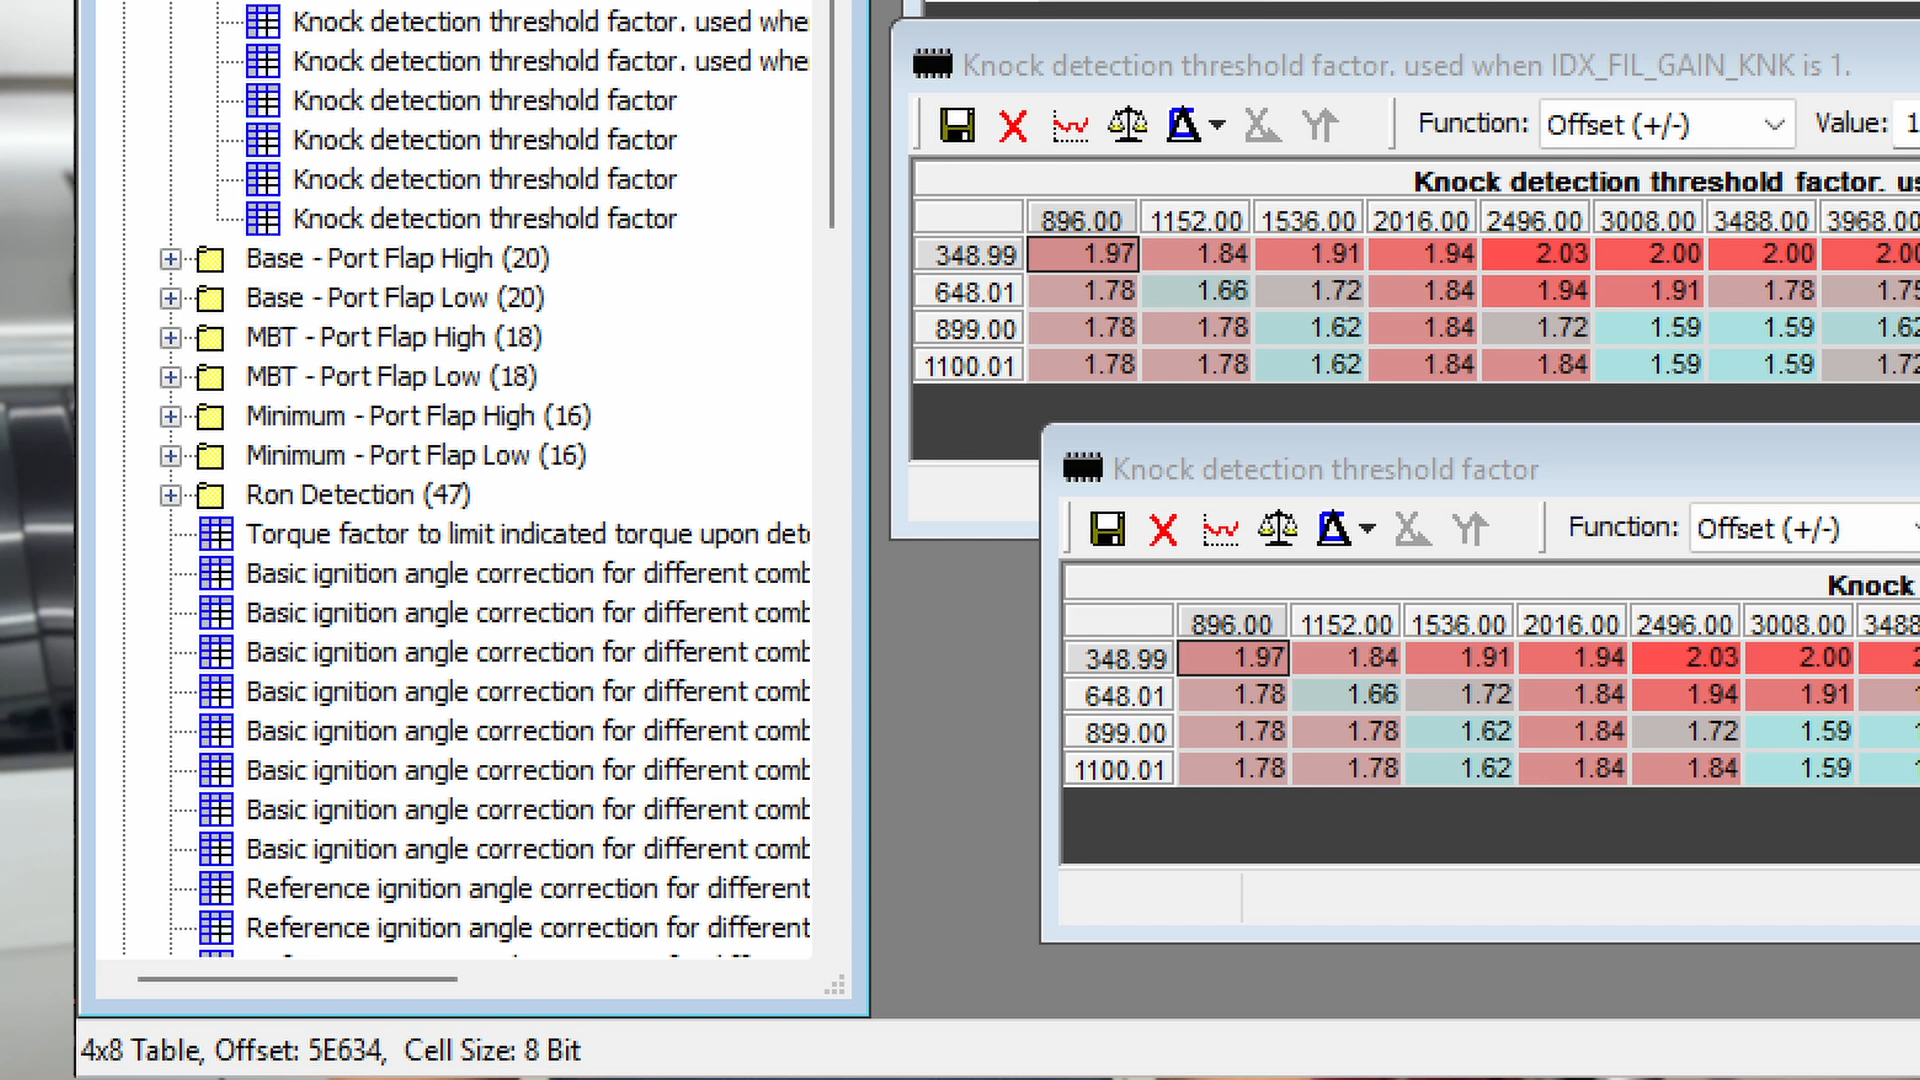 Knock detection threshold factor. used whe
Knock detection threshold factor. used whe
Knock detection threshold factor
Knock detection threshold factor
Knock detection threshold factor
Knock detection threshold factor
Base - Port Flap High (20)
Base - Port Flap Low (20)
MBT - Port Flap High (18)
MBT - Port Flap Low (18)
Minimum - Port Flap High (16)
Minimum - Port Flap Low (16)
Ron Detection (47)
Torque factor to limit indicated torque upon det
Basic ignition angle correction for different comb
Basic ignition angle correction for different comb
Basic ignition angle correction for different comb
Basic ignition angle correction for different comb
Basic ignition angle correction for different comb
Basic ignition angle correction for different comb
Basic ignition angle correction for different comb
Basic ignition angle correction for different comb
Reference ignition angle correction for different
Reference ignition angle correction for different
4x8 Table, Offset: 5E634, Cell Size: 8 Bit
Knock detection threshold factor. used when IDX_FIL_GAIN_KNK is 1.
Function: Offset (+/-) Value: 1
Knock detection threshold factor. us
896.00 1152.00 1536.00 2016.00 2496.00 3008.00 3488.00 3968.00
348.99 1.97 1.84 1.91 1.94 2.03 2.00 2.00 2.00
648.01 1.78 1.66 1.72 1.84 1.94 1.91 1.78 1.75
899.00 1.78 1.78 1.62 1.84 1.72 1.59 1.59 1.62
1100.01 1.78 1.78 1.62 1.84 1.84 1.59 1.59 1.72
Knock detection threshold factor
Function: Offset (+/-)
Knock
896.00 1152.00 1536.00 2016.00 2496.00 3008.00 3488
348.99 1.97 1.84 1.91 1.94 2.03 2.00
648.01 1.78 1.66 1.72 1.84 1.94 1.91
899.00 1.78 1.78 1.62 1.84 1.72 1.59
1100.01 1.78 1.78 1.62 1.84 1.84 1.59